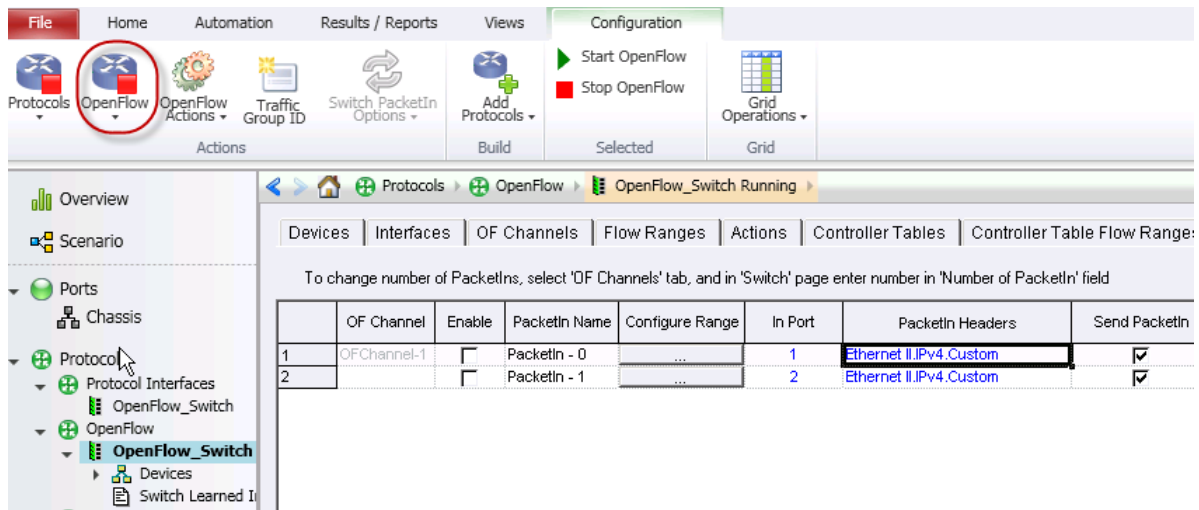 File Home Automation Results / Reports Views Configuration
Start OpenFlow
Stop OpenFlow
Protocols OpenFlow OpenFlow Actions Traffic Group ID Switch PacketIn Options Add Protocols Grid Operations
Actions Build Selected Grid
Overview
Scenario
Ports
Chassis
Protocol
Protocol Interfaces
OpenFlow_Switch
OpenFlow
OpenFlow_Switch
Devices
Switch Learned I
Protocols OpenFlow OpenFlow_Switch Running
Devices Interfaces OF Channels Flow Ranges Actions Controller Tables Controller Table Flow Ranges
To change number of PacketIns, select 'OF Channels' tab, and in 'Switch' page enter number in 'Number of PacketIn' field
OF Channel Enable PacketIn Name Configure Range In Port PacketIn Headers Send PacketIn
1 OFChannel-1 PacketIn - 0 ... 1 Ethernet II.IPv4.Custom
2 PacketIn - 1 ... 2 Ethernet II.IPv4.Custom